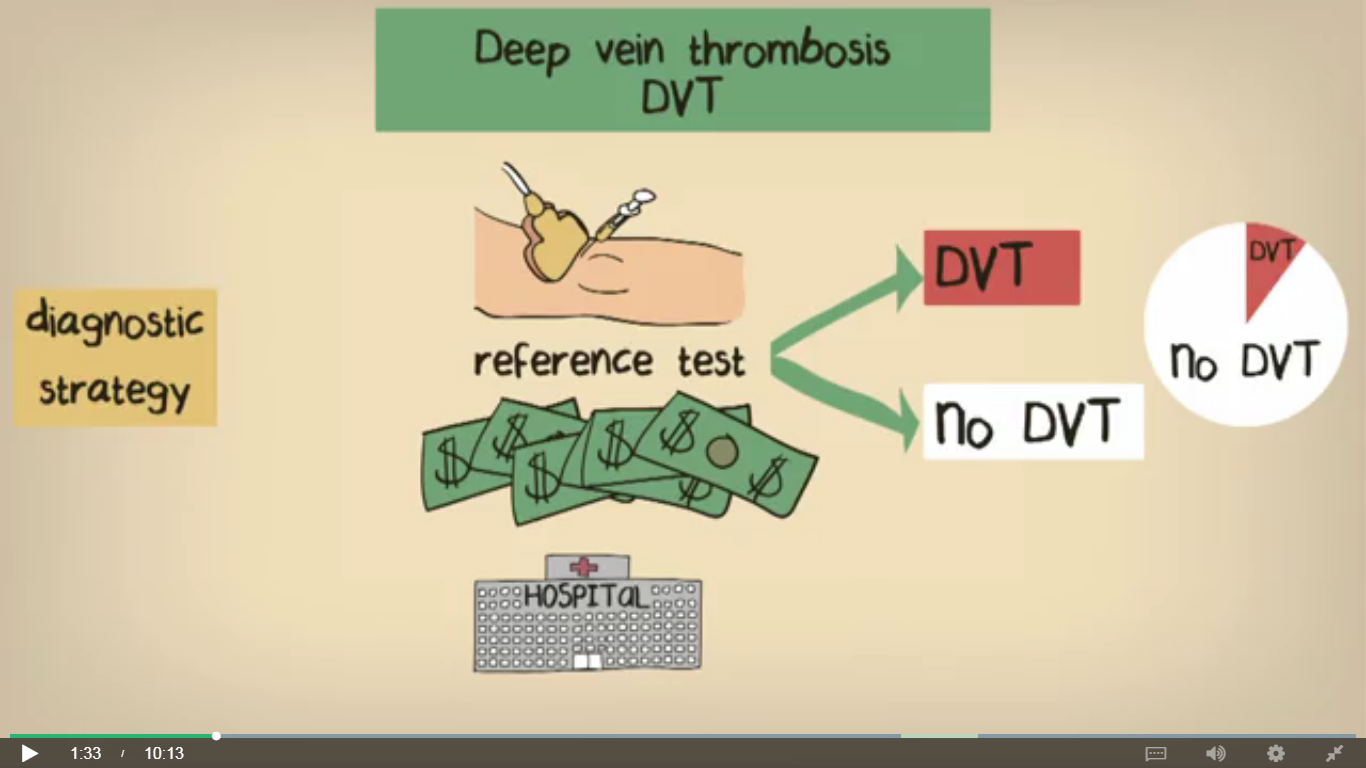 Deep vein thrombosis
DVT
diagnostic
strategy
reference test
DVT
no DVT
DVT
no DVT
$ $ $ $ $ $ $
HOSPITaL
1:33 / 10:13